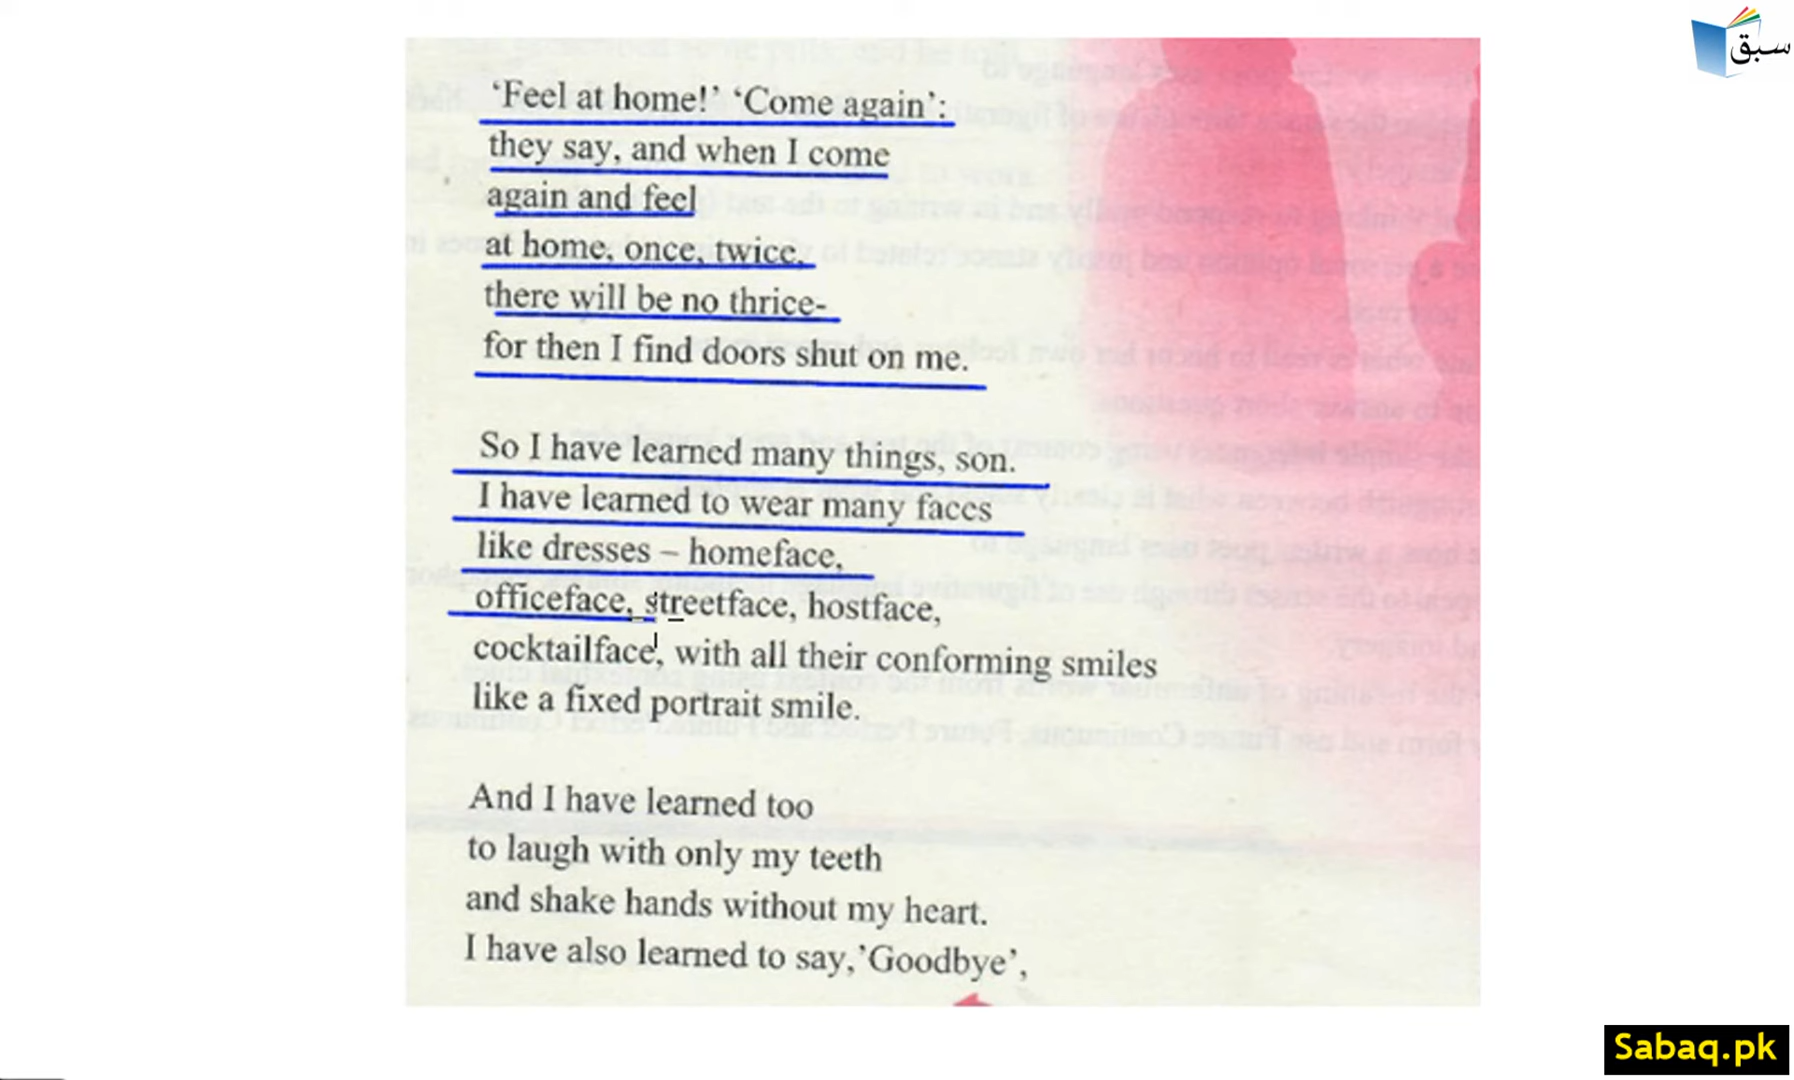 سبق
‘Feel at home!’ ‘Come again’:
they say, and when I come
again and feel
at home, once, twice,
there will be no thrice-
for then I find doors shut on me.
So I have learned many things, son.
I have learned to wear many faces
like dresses – homeface,
officeface, streetface, hostface,
cocktailface, with all their conforming smiles
like a fixed portrait smile.
And I have learned too
to laugh with only my teeth
and shake hands without my heart.
I have also learned to say,’Goodbye’,
Sabaq.pk